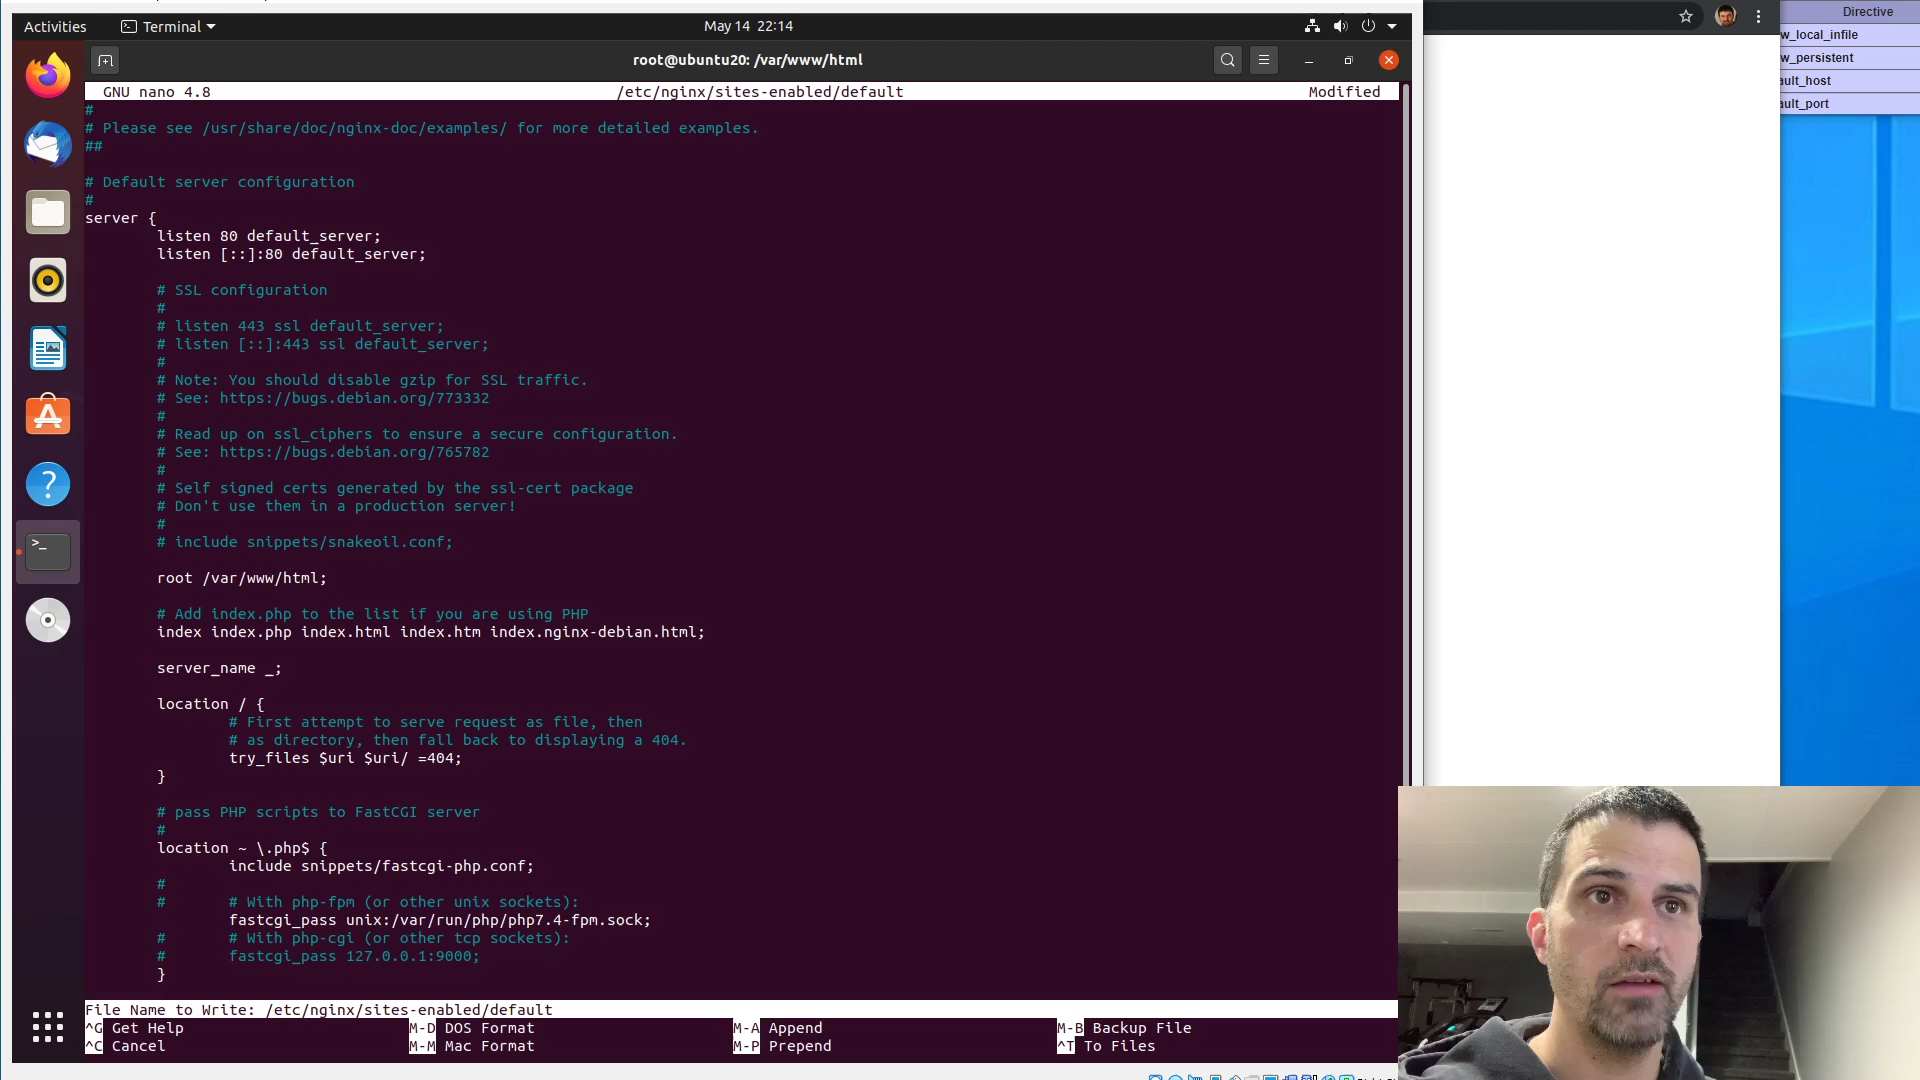 Activities
Terminal
May 14 22:14
root@ubuntu20: /var/www/html
GNU nano 4.8 /etc/nginx/sites-enabled/default Modified
#
# Please see /usr/share/doc/nginx-doc/examples/ for more detailed examples.
##
# Default server configuration
#
server {
listen 80 default_server;
listen [::]:80 default_server;
# SSL configuration
#
# listen 443 ssl default_server;
# listen [::]:443 ssl default_server;
#
# Note: You should disable gzip for SSL traffic.
# See: https://bugs.debian.org/773332
#
# Read up on ssl_ciphers to ensure a secure configuration.
# See: https://bugs.debian.org/765782
#
# Self signed certs generated by the ssl-cert package
# Don't use them in a production server!
#
# include snippets/snakeoil.conf;
root /var/www/html;
# Add index.php to the list if you are using PHP
index index.php index.html index.htm index.nginx-debian.html;
server_name _;
location / {
# First attempt to serve request as file, then
# as directory, then fall back to displaying a 404.
try_files $uri $uri/ =404;
}
# pass PHP scripts to FastCGI server
#
location ~ \.php$ {
include snippets/fastcgi-php.conf;
#
# # With php-fpm (or other unix sockets):
fastcgi_pass unix:/var/run/php/php7.4-fpm.sock;
# # With php-cgi (or other tcp sockets):
# fastcgi_pass 127.0.0.1:9000;
}
File Name to Write: /etc/nginx/sites-enabled/default
^G Get Help M-D DOS Format M-A Append M-B Backup File
^C Cancel M-M Mac Format M-P Prepend ^T To Files
Directive
w_local_infile
w_persistent
ault_host
ault_port